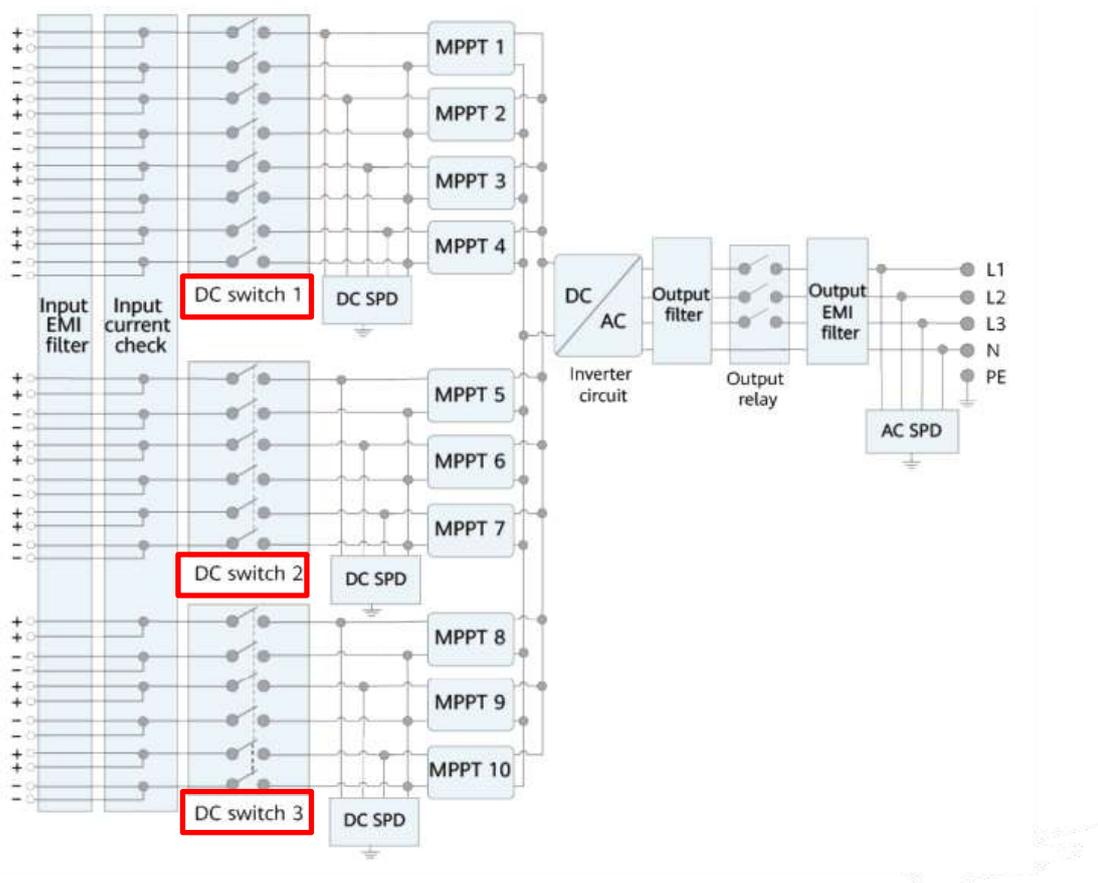 +
+
−
−
+
+
−
−
+
+
−
−
+
+
−
−
MPPT 1
MPPT 2
MPPT 3
MPPT 4
Input
EMI
filter
Input
current
check
DC switch 1
DC SPD
+
+
−
−
+
+
−
−
+
+
−
−
MPPT 5
MPPT 6
MPPT 7
DC switch 2
DC SPD
+
+
−
−
+
+
−
−
+
+
−
−
MPPT 8
MPPT 9
MPPT 10
DC switch 3
DC SPD
DC
AC
Inverter
circuit
Output
filter
Output
relay
Output
EMI
filter
L1
L2
L3
N
PE
AC SPD